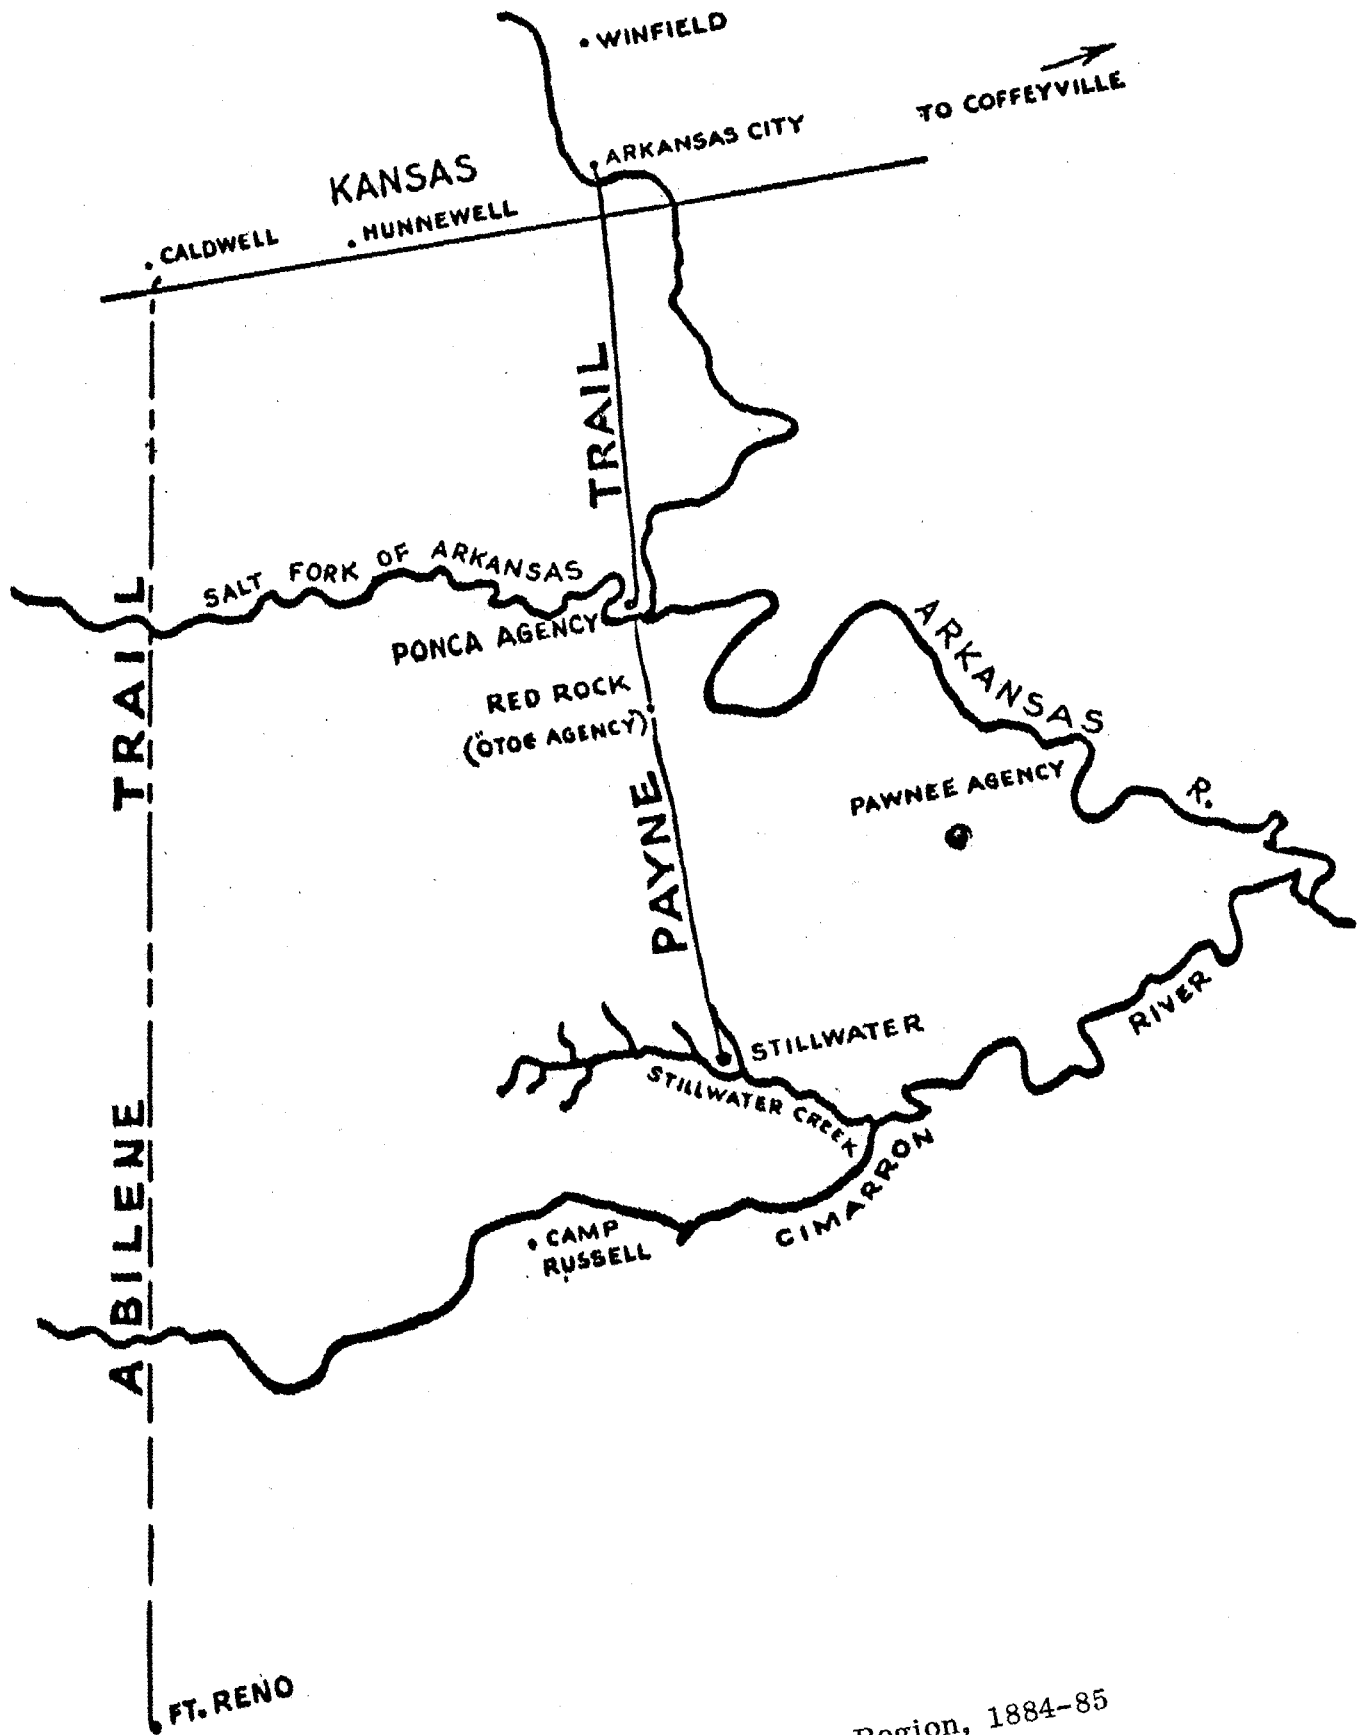 WINFIELD
TO COFFEYVILLE
ARKANSAS CITY
KANSAS
HUNNEWELL
CALDWELL
TRAIL
SALT FORK OF ARKANSAS
PONCA AGENCY
ARKANSAS R.
RED ROCK
("OTOE AGENCY")
TRAIL
PAYNE
PAWNEE AGENCY
STILLWATER
STILLWATER CREEK
CIMARRON RIVER
CAMP
RUSSELL
ABILENE
FT. RENO
Region, 1884-85